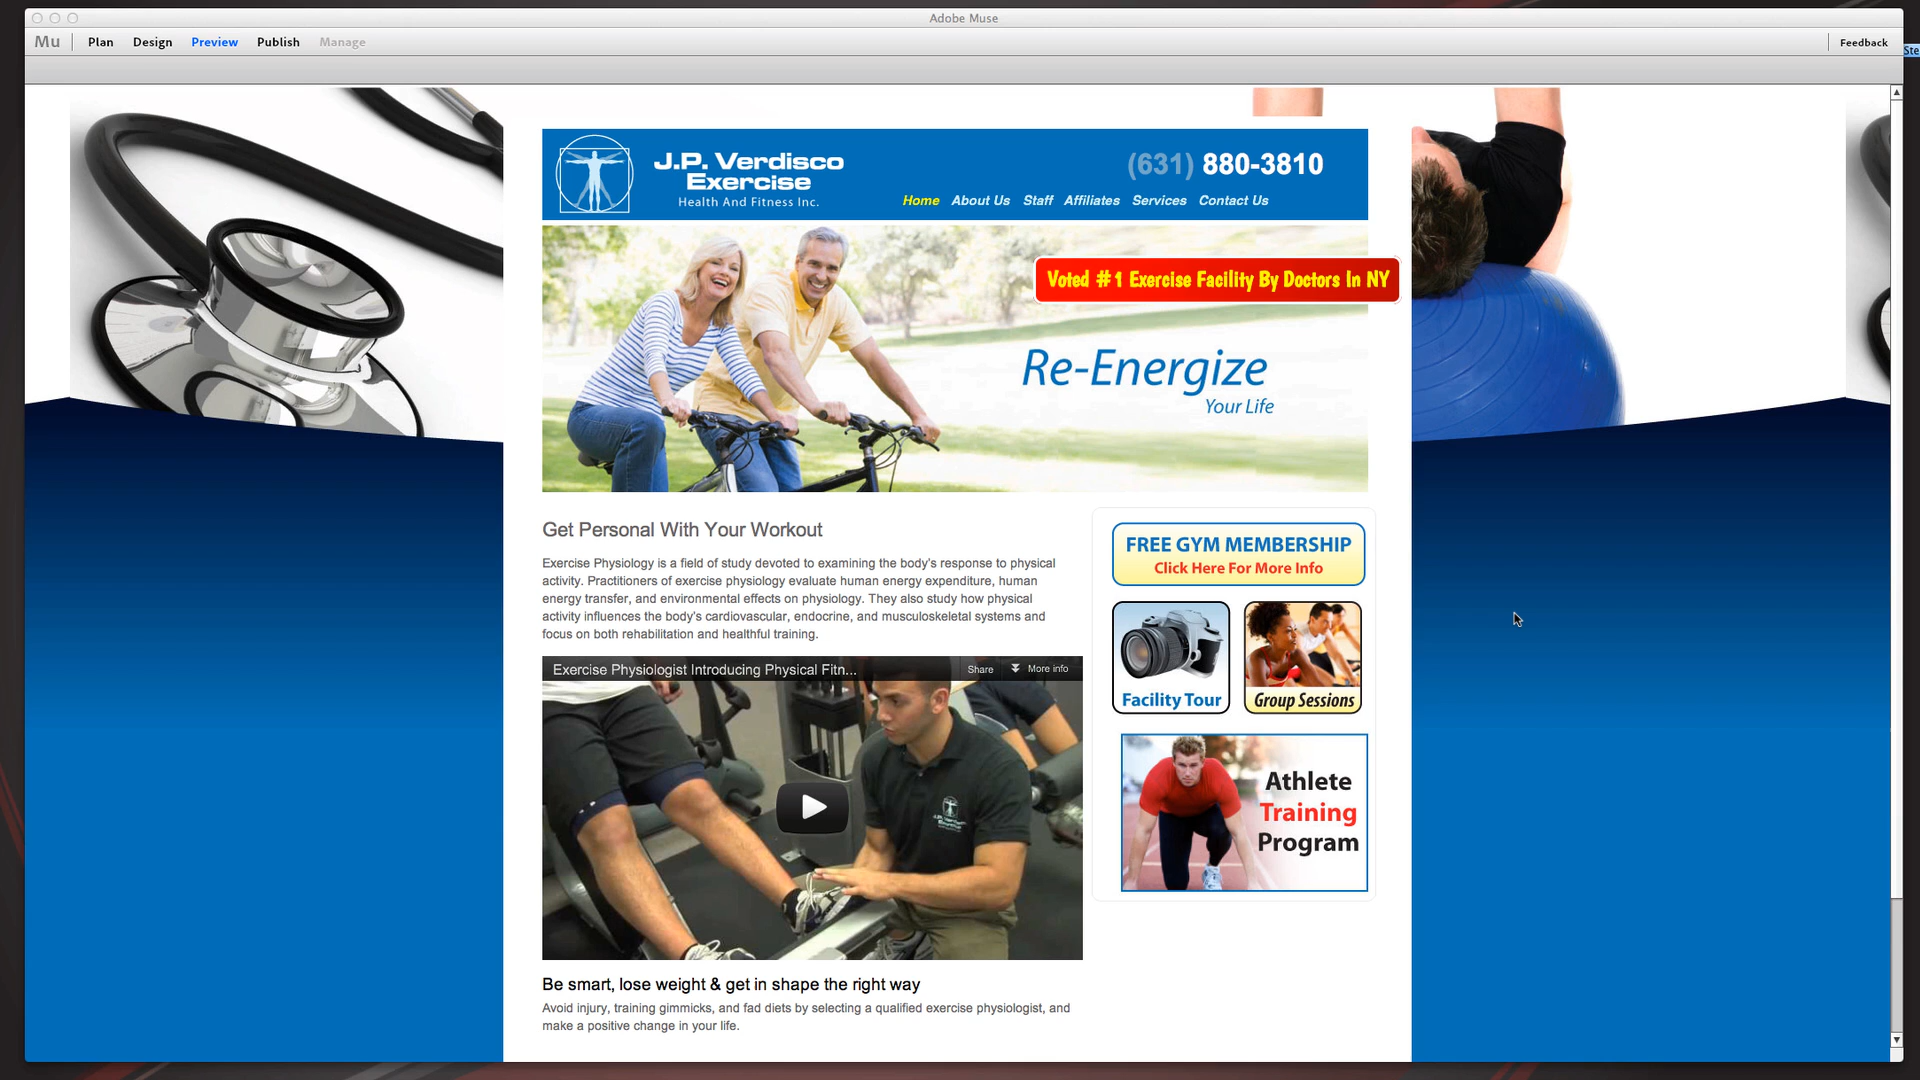 Adobe Muse
Mu Plan Design Preview Publish Manage Feedback
Ste
J.P. Verdisco
Exercise
Health And Fitness Inc.
(631) 880-3810
Home About Us Staff Affiliates Services Contact Us
Voted #1 Exercise Facility By Doctors In NY
Re-Energize
Your Life
Get Personal With Your Workout
Exercise Physiology is a field of study devoted to examining the body's response to physical
activity. Practitioners of exercise physiology evaluate human energy expenditure, human
energy transfer, and environmental effects on physiology. They also study how physical
activity influences the body's cardiovascular, endocrine, and musculoskeletal systems and
focus on both rehabilitation and healthful training.
Exercise Physiologist Introducing Physical Fitn...
Share
More info
J.P. Verdisco
Exercise
Be smart, lose weight & get in shape the right way
Avoid injury, training gimmicks, and fad diets by selecting a qualified exercise physiologist, and
make a positive change in your life.
FREE GYM MEMBERSHIP
Click Here For More Info
Facility Tour
Group Sessions
Athlete
Training
Program